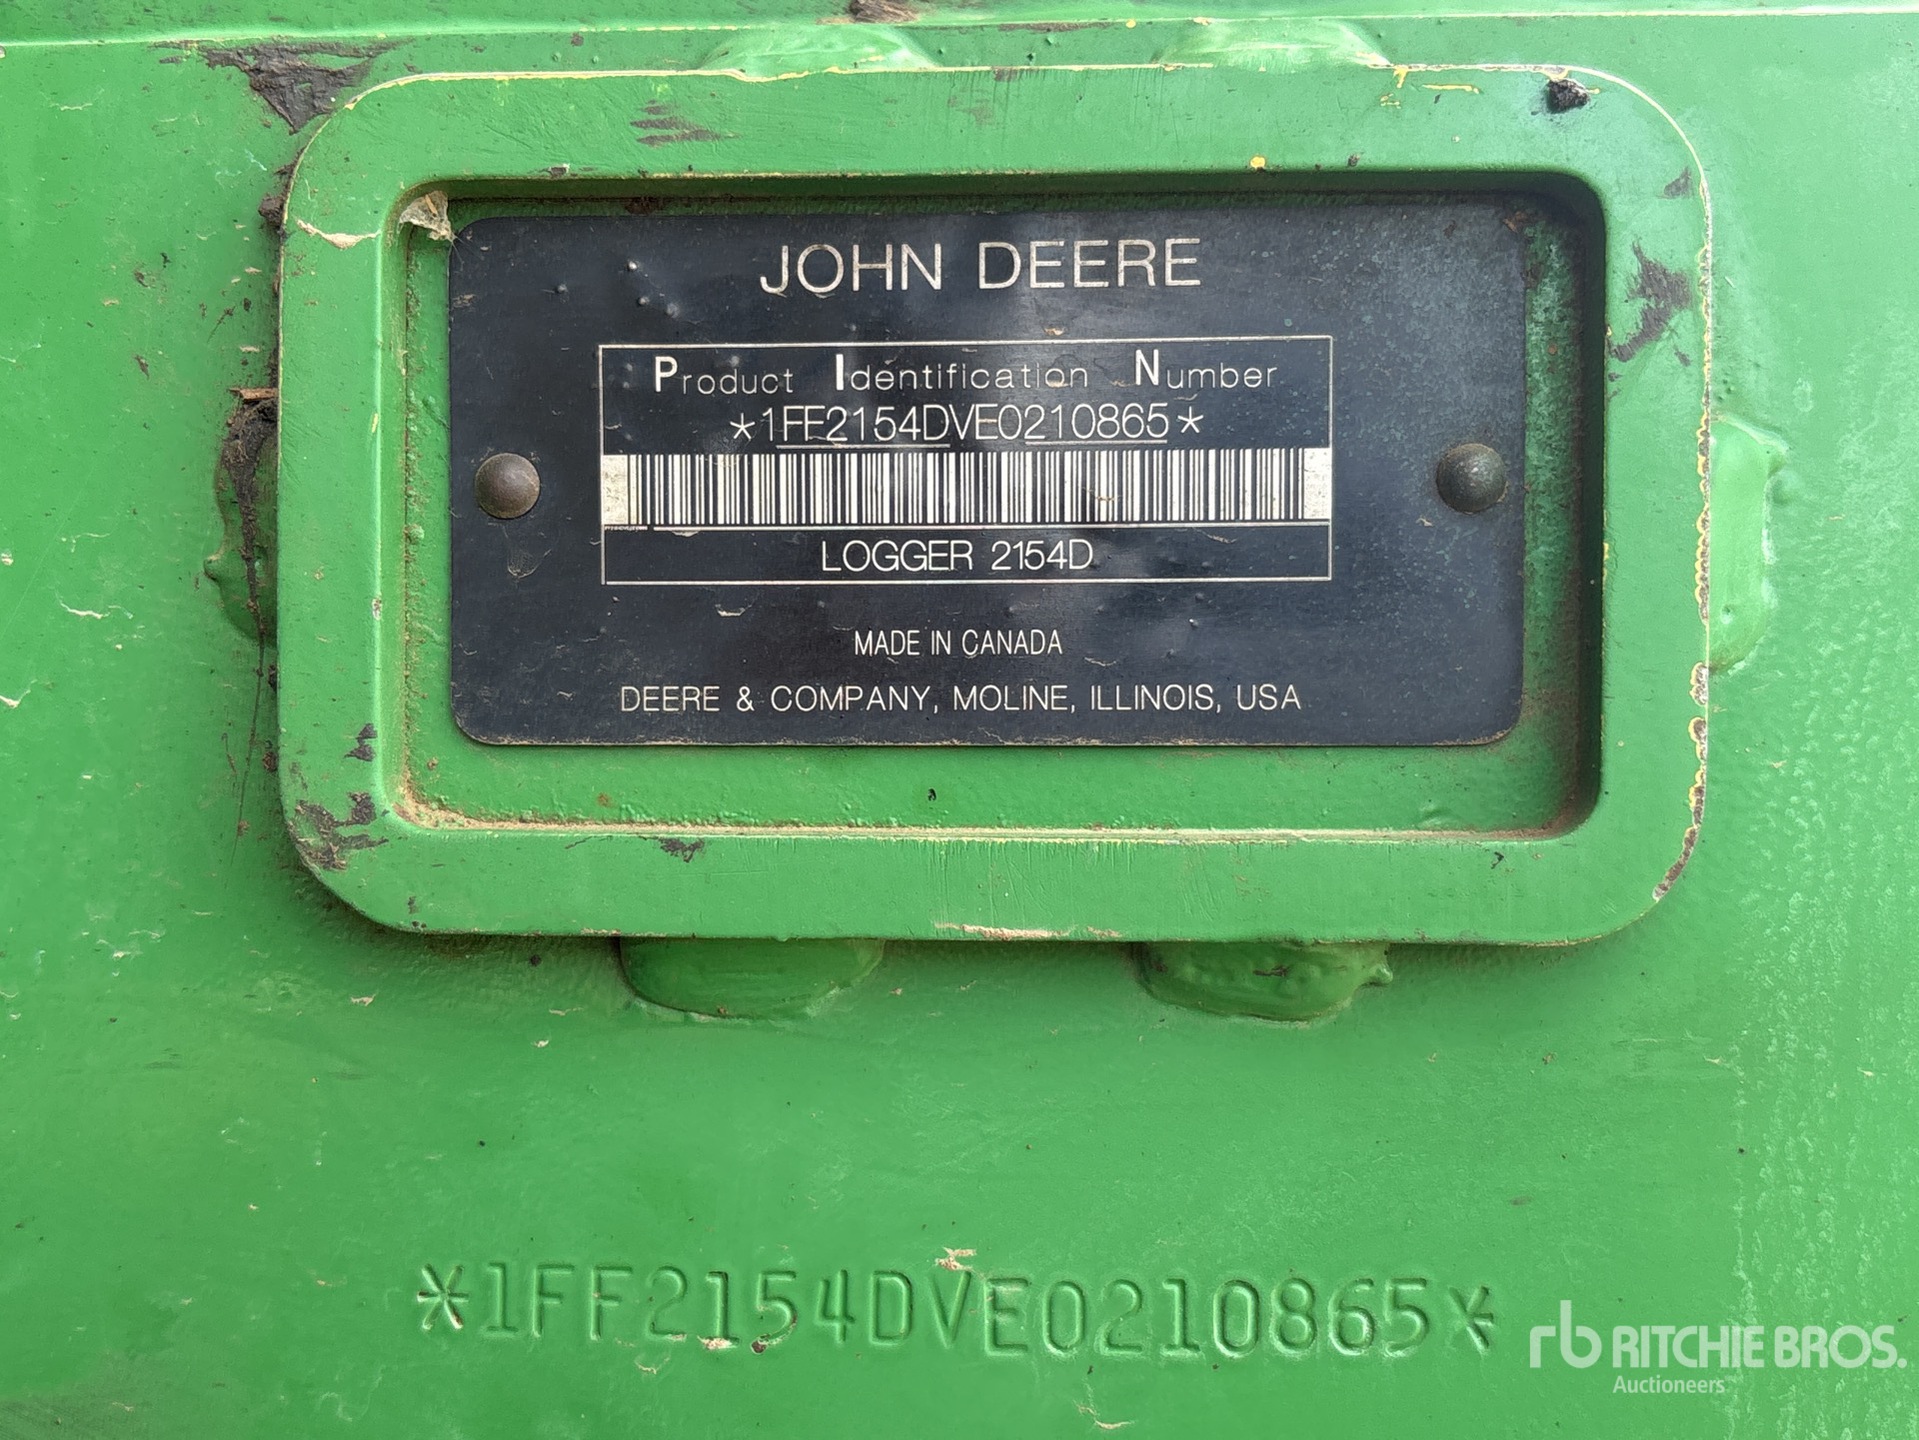 JOHN DEERE
Product Identification Number
*1FF2154DVE0210865*
LOGGER 2154D
MADE IN CANADA
DEERE & COMPANY, MOLINE, ILLINOIS, USA
*1FF2154DVE0210865*
rb RITCHIE BROS.
Auctioneers